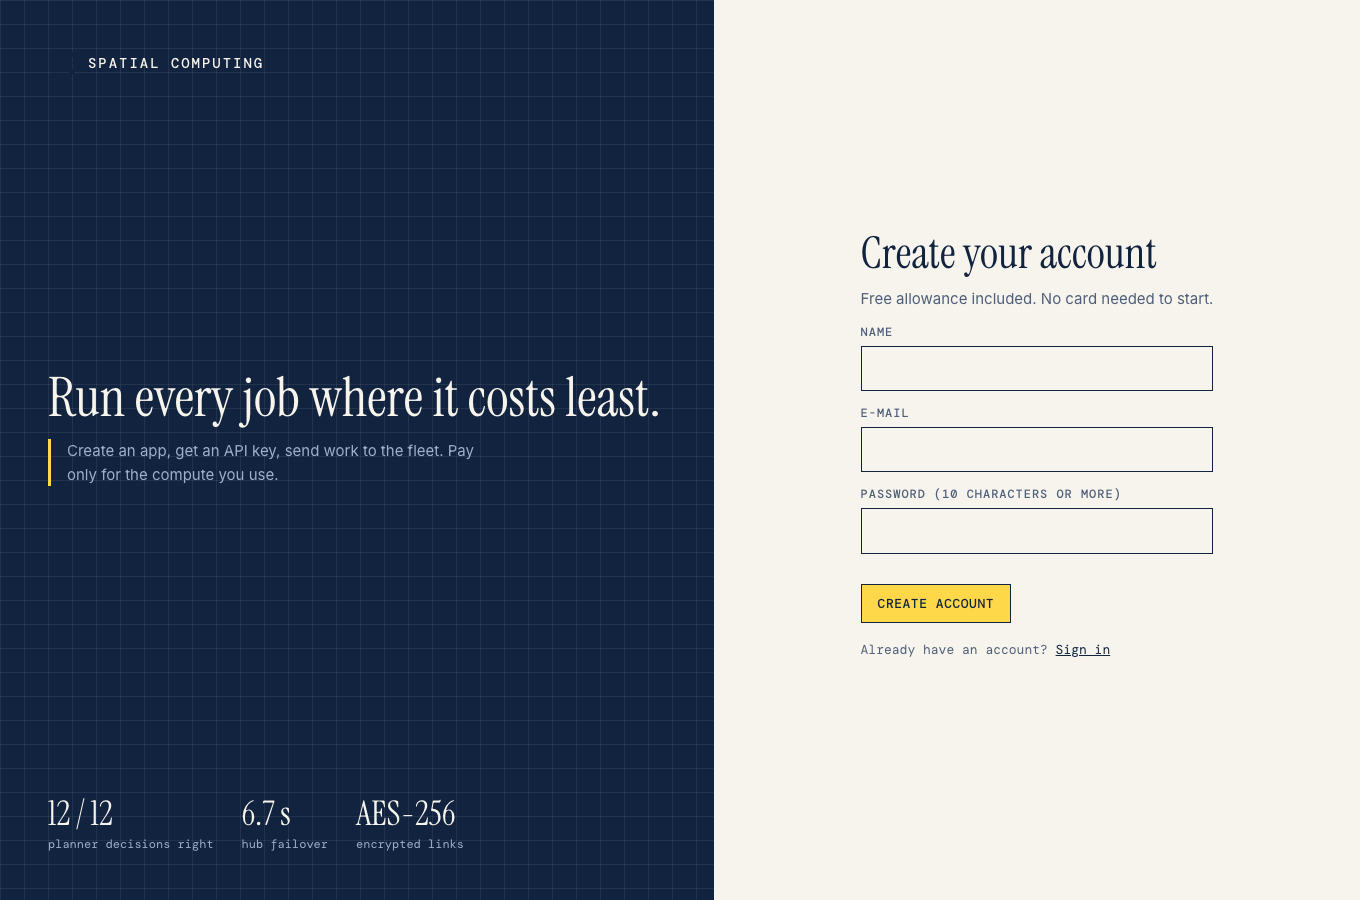 SPATIAL COMPUTING
Run every job where it costs least.
Create an app, get an API key, send work to the fleet. Pay
only for the compute you use.
12 / 12
planner decisions right
6.7 s
hub failover
AES-256
encrypted links
Create your account
Free allowance included. No card needed to start.
NAME
E-MAIL
PASSWORD (10 CHARACTERS OR MORE)
CREATE ACCOUNT
Already have an account? Sign in